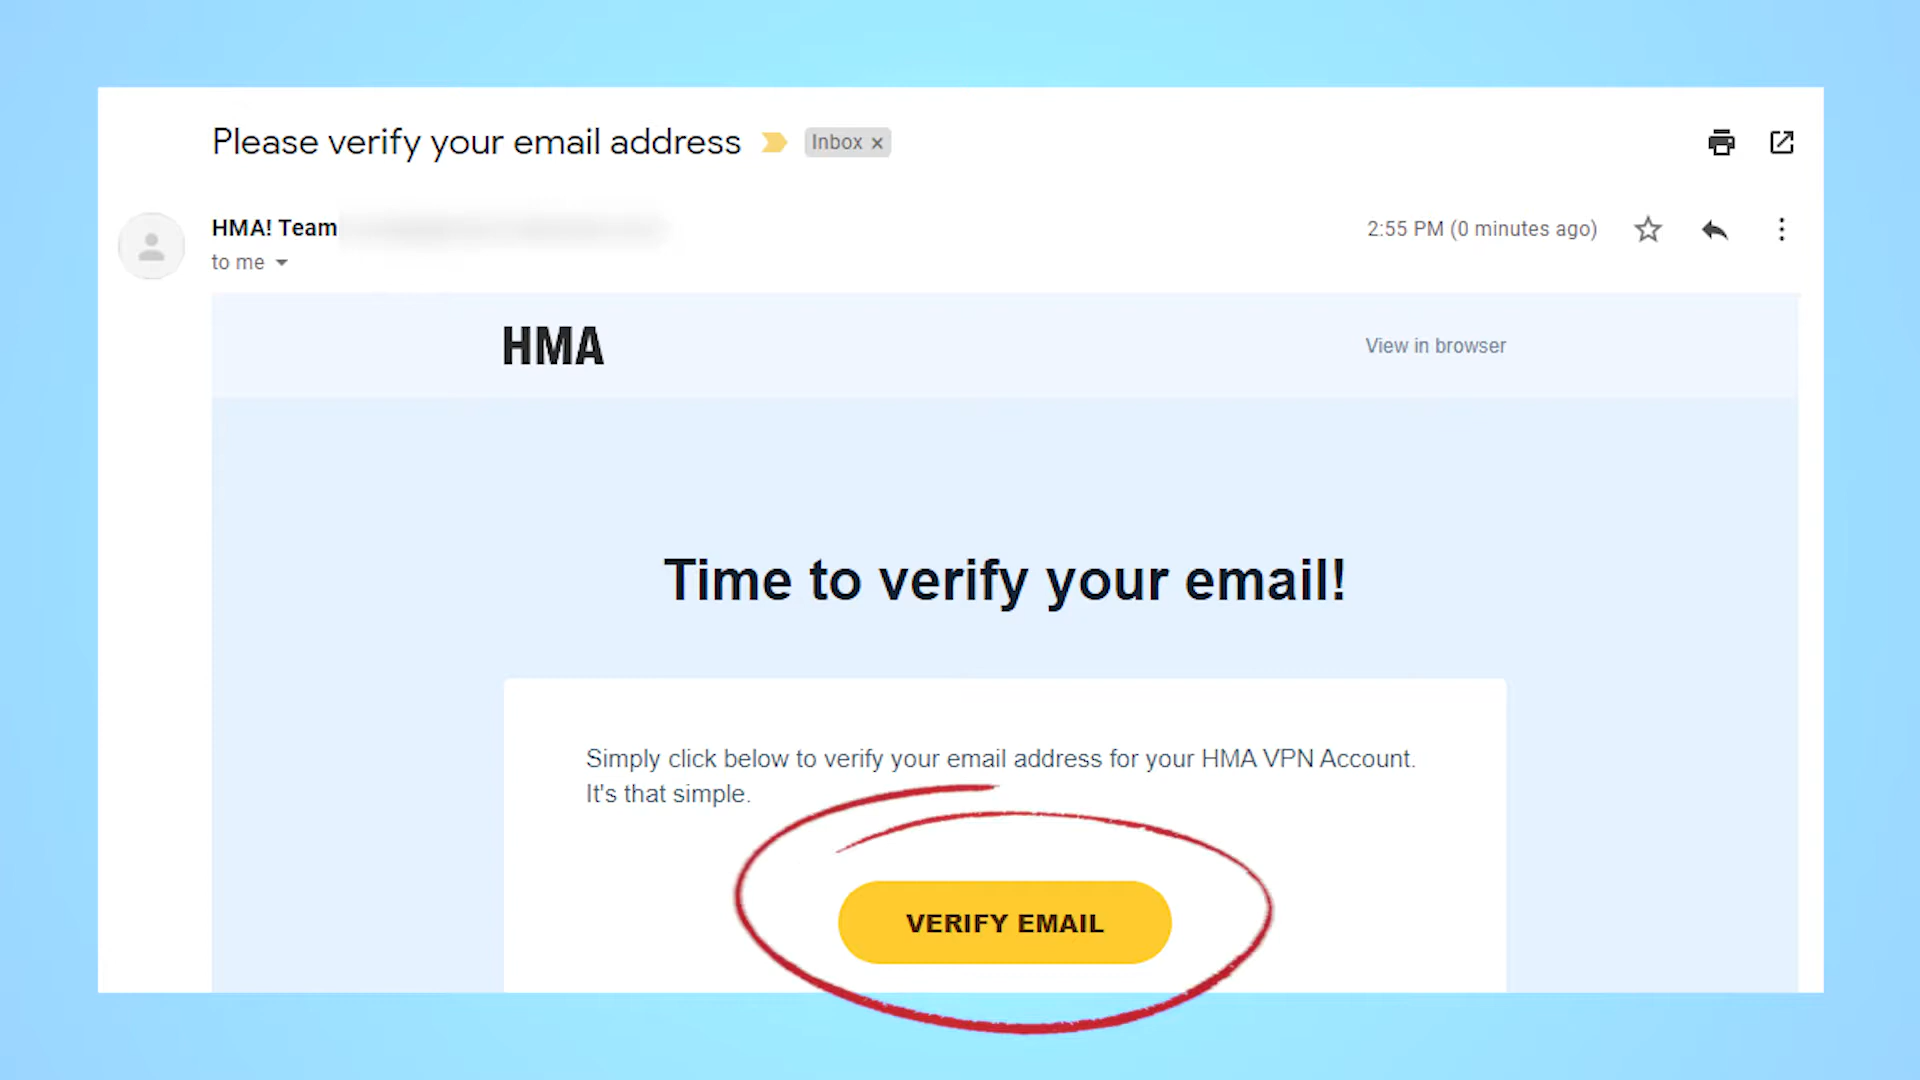 Please verify your email address
Inbox x
HMA! Team
2:55 PM (0 minutes ago)
to me
HMA
View in browser
Time to verify your email!
Simply click below to verify your email address for your HMA VPN Account.
It's that simple.
VERIFY EMAIL